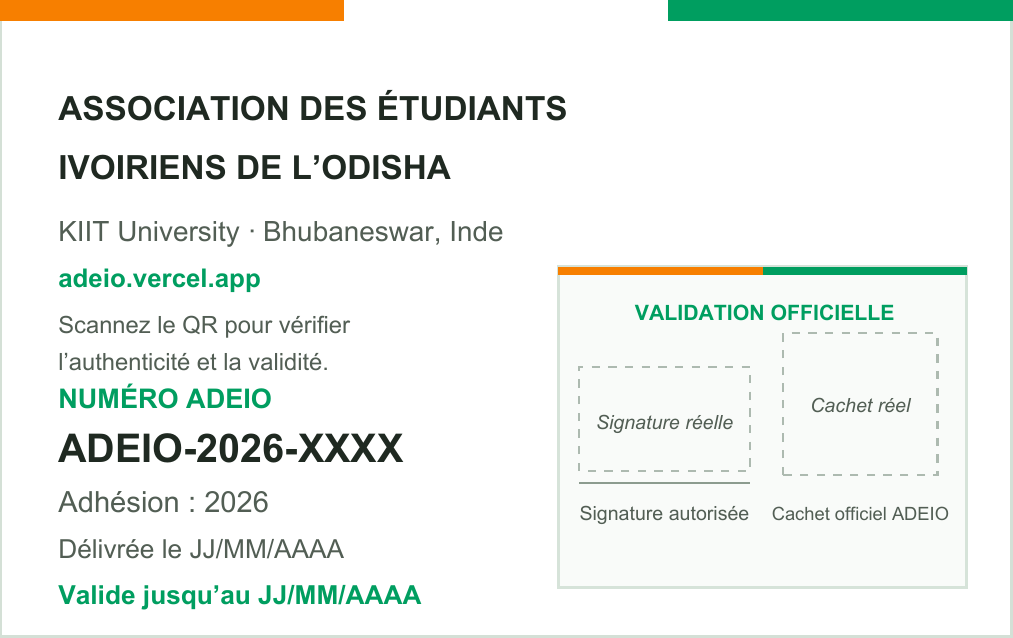 ASSOCIATION DES ÉTUDIANTS
IVOIRIENS DE L’ODISHA
KIIT University · Bhubaneswar, Inde
adeio.vercel.app
Scannez le QR pour vérifier
l’authenticité et la validité.
NUMÉRO ADEIO
ADEIO-2026-XXXX
Adhésion : 2026
Délivrée le JJ/MM/AAAA
Valide jusqu’au JJ/MM/AAAA
VALIDATION OFFICIELLE
Signature réelle
Cachet réel
Signature autorisée
Cachet officiel ADEIO